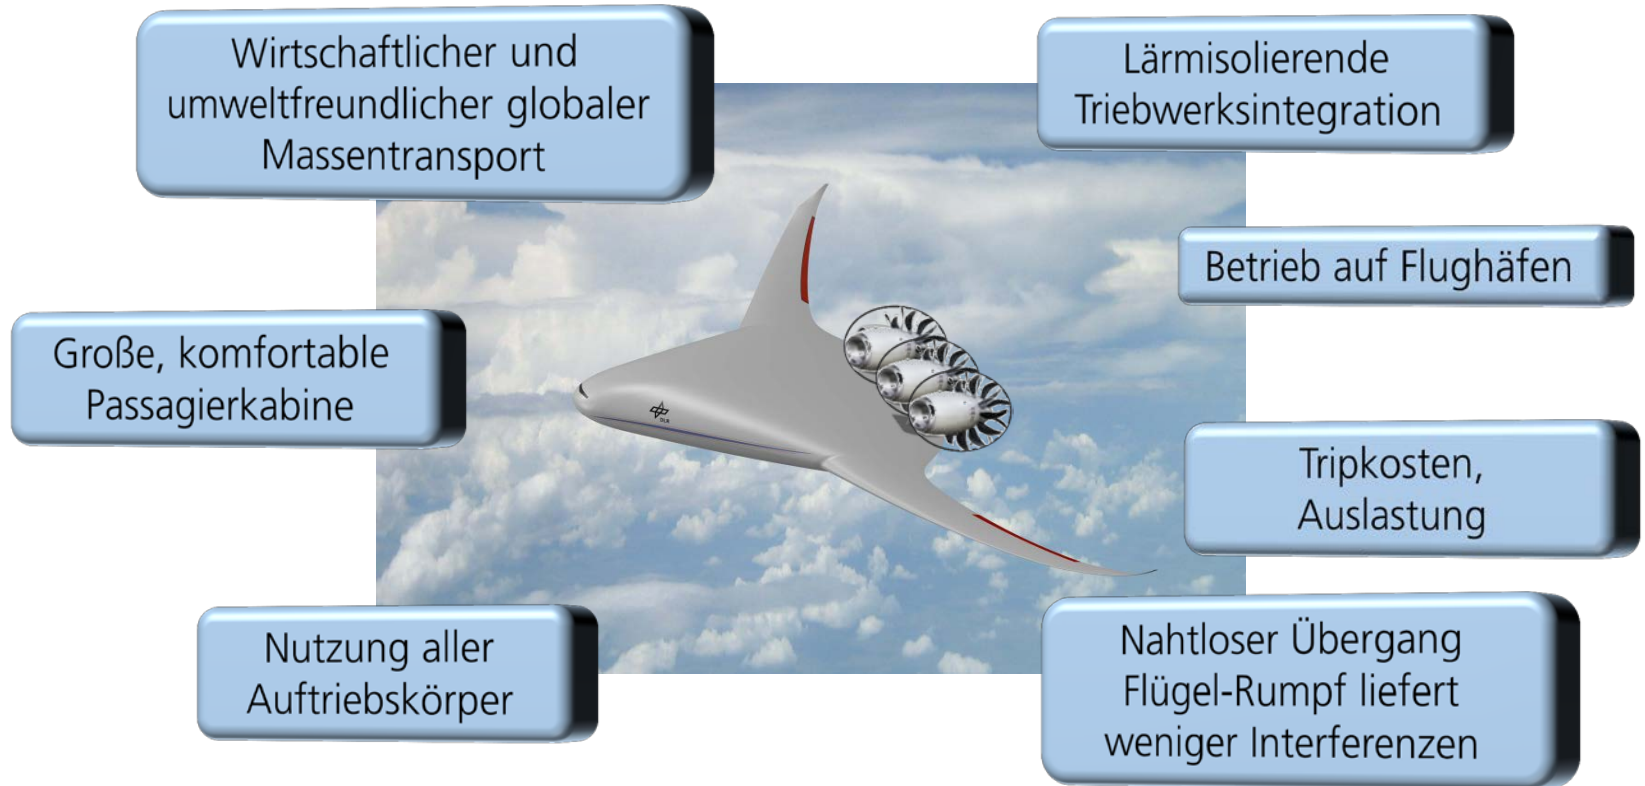 Wirtschaftlicher und
umweltfreundlicher globaler
Massentransport
Lärmisolierende
Triebwerksintegration
Betrieb auf Flughäfen
Große, komfortable
Passagierkabine
DLR
Tripkosten,
Auslastung
Nutzung aller
Auftriebskörper
Nahtloser Übergang
Flügel-Rumpf liefert
weniger Interferenzen